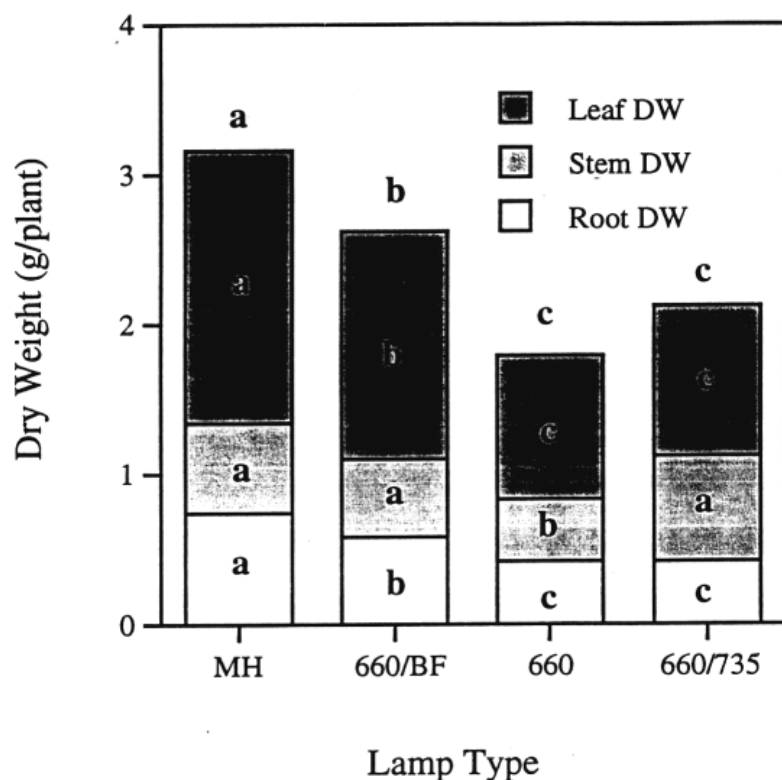 4
3
2
1
0
Dry Weight (g/plant)
Leaf DW
Stem DW
Root DW
a
b
c
c
a
b
c
c
a
a
b
a
a
b
c
c
MH
660/BF
660
660/735
Lamp Type